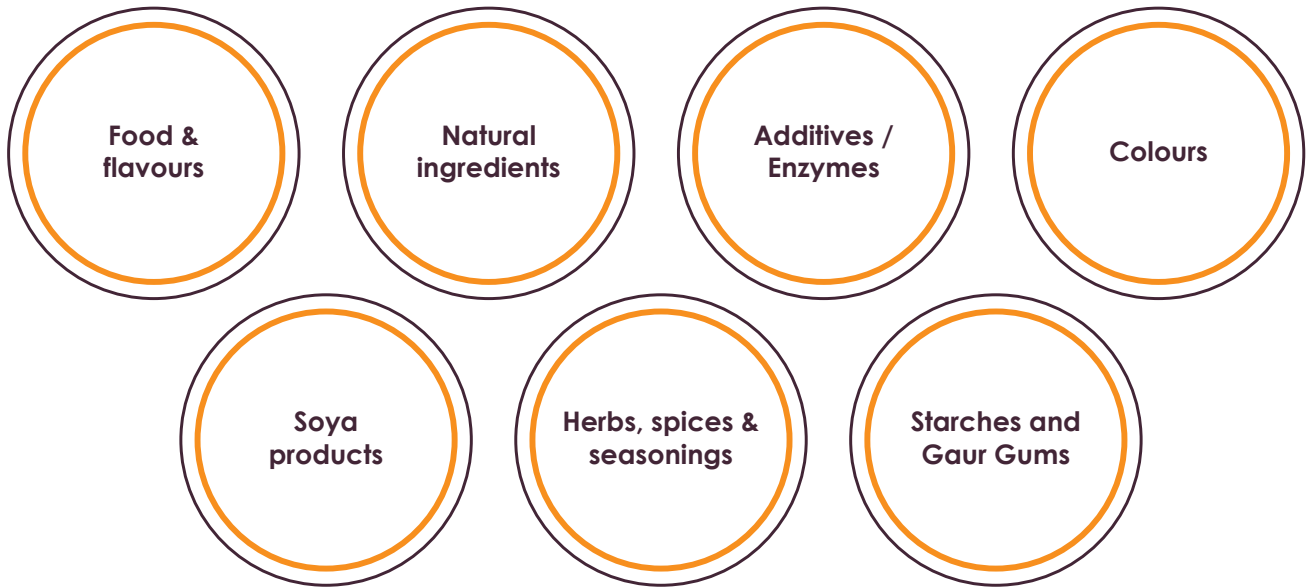 Food &
flavours
Natural
ingredients
Additives /
Enzymes
Colours
Soya
products
Herbs, spices &
seasonings
Starches and
Gaur Gums